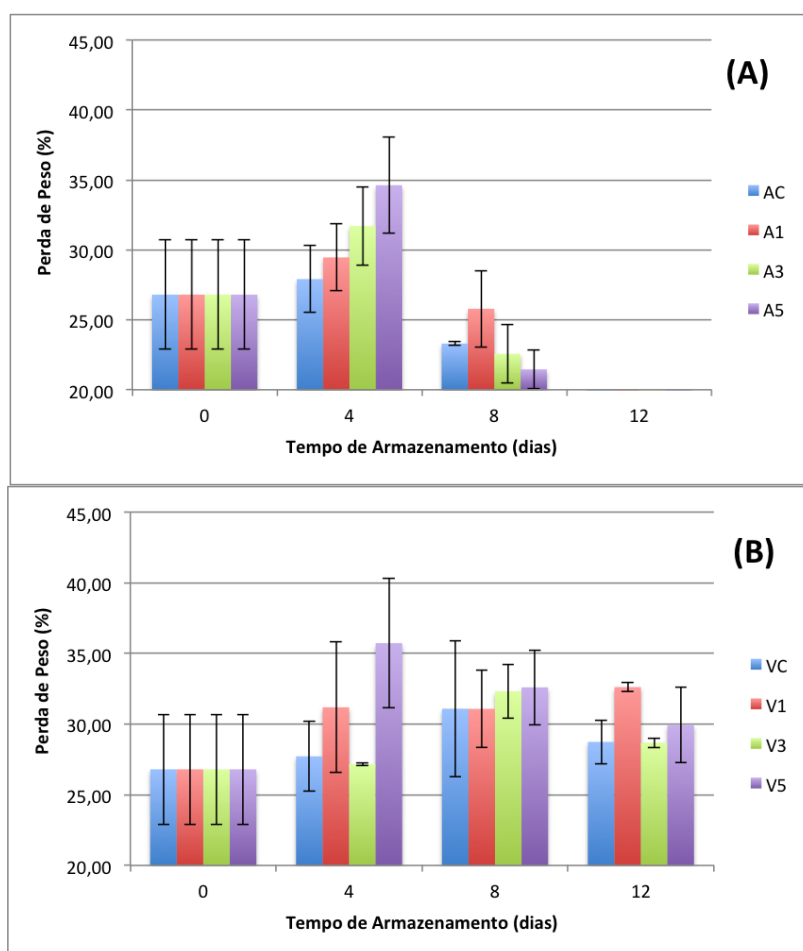 (A)
Perda de Peso (%)
45,00
40,00
35,00
30,00
25,00
20,00
0 4 8 12
Tempo de Armazenamento (dias)
AC
A1
A3
A5
(B)
Perda de Peso (%)
45,00
40,00
35,00
30,00
25,00
20,00
0 4 8 12
Tempo de Armazenamento (dias)
VC
V1
V3
V5